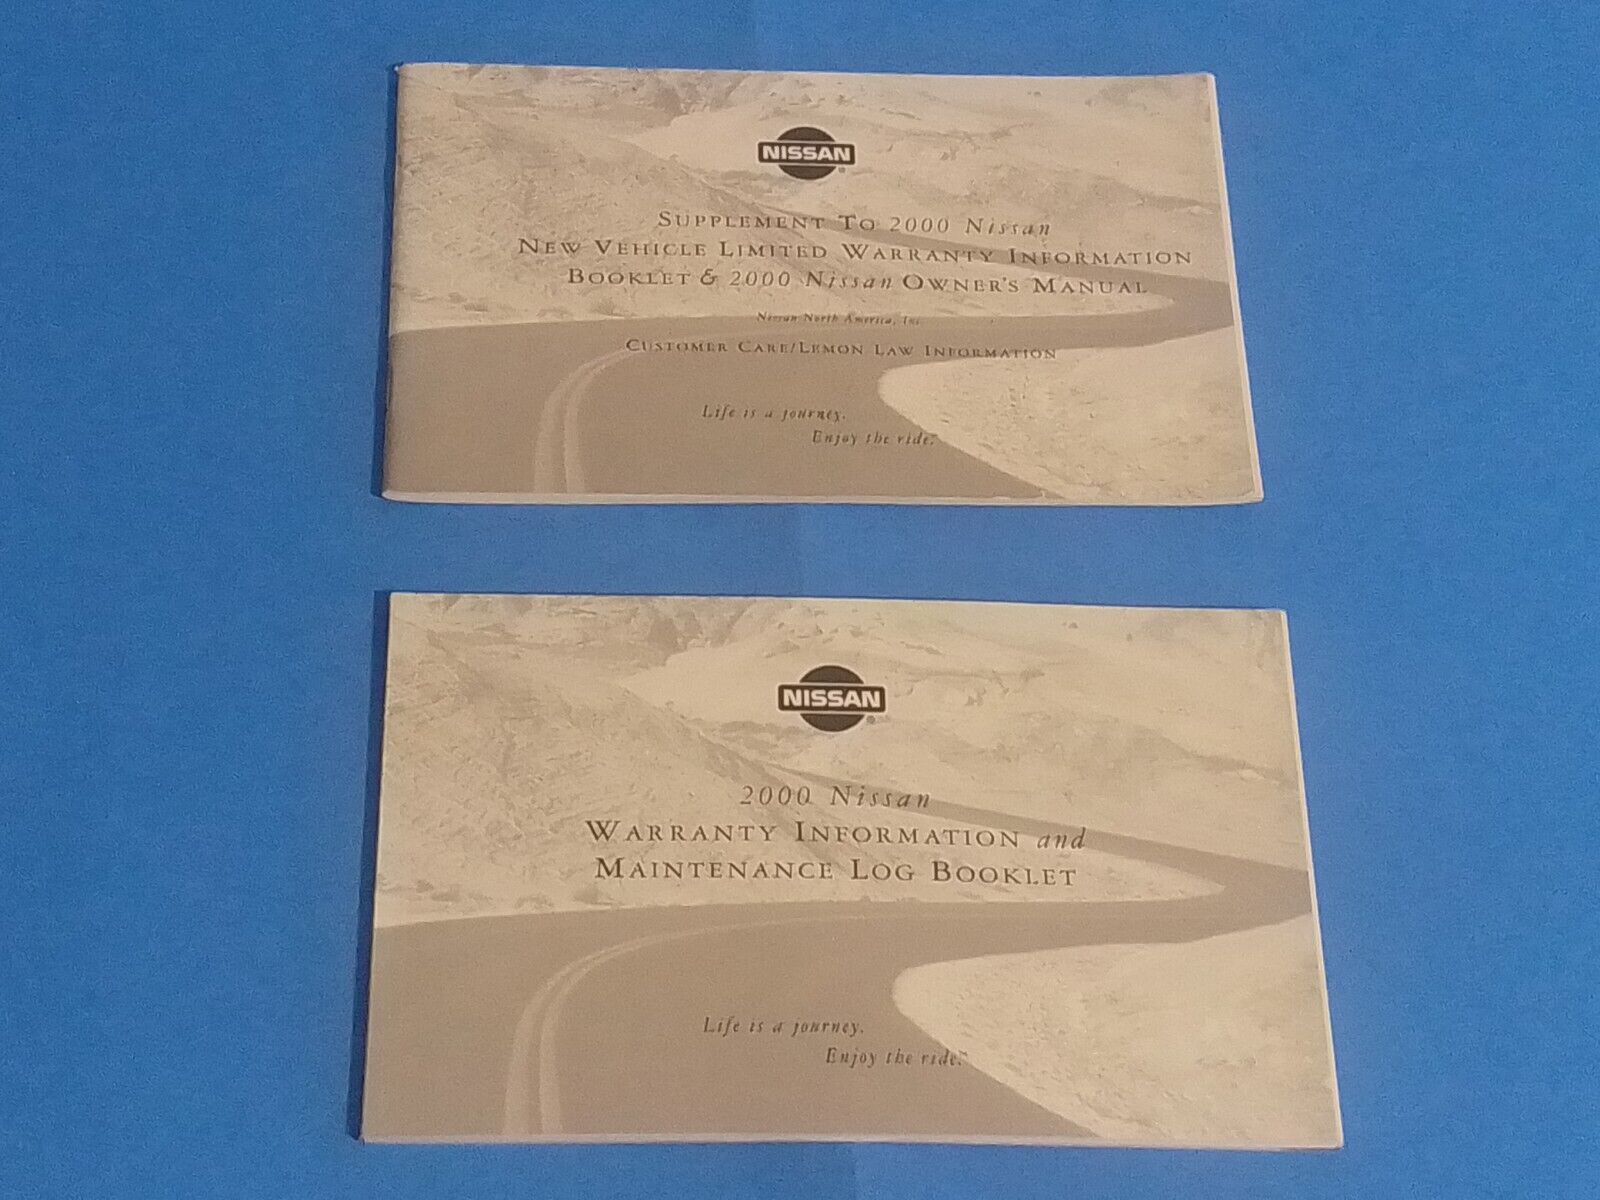 NISSAN
SUPPLEMENT TO 2000 Nissan
NEW VEHICLE LIMITED WARRANTY INFORMATION
BOOKLET & 2000 Nissan OWNER'S MANUAL
Nissan North America, Inc.
CUSTOMER CARE/LEMON LAW INFORMATION
Life is a journey.
Enjoy the ride.
NISSAN
2000 Nissan
WARRANTY INFORMATION and
MAINTENANCE LOG BOOKLET
Life is a journey.
Enjoy the ride.